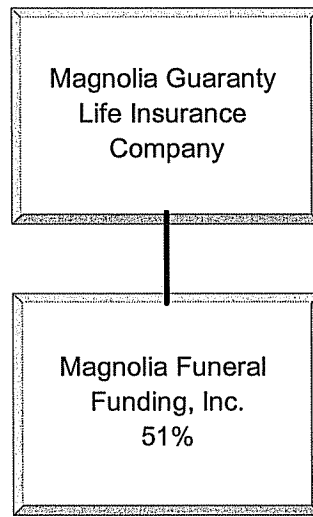 Magnolia Guaranty
Life Insurance
Company
Magnolia Funeral
Funding, Inc.
51%